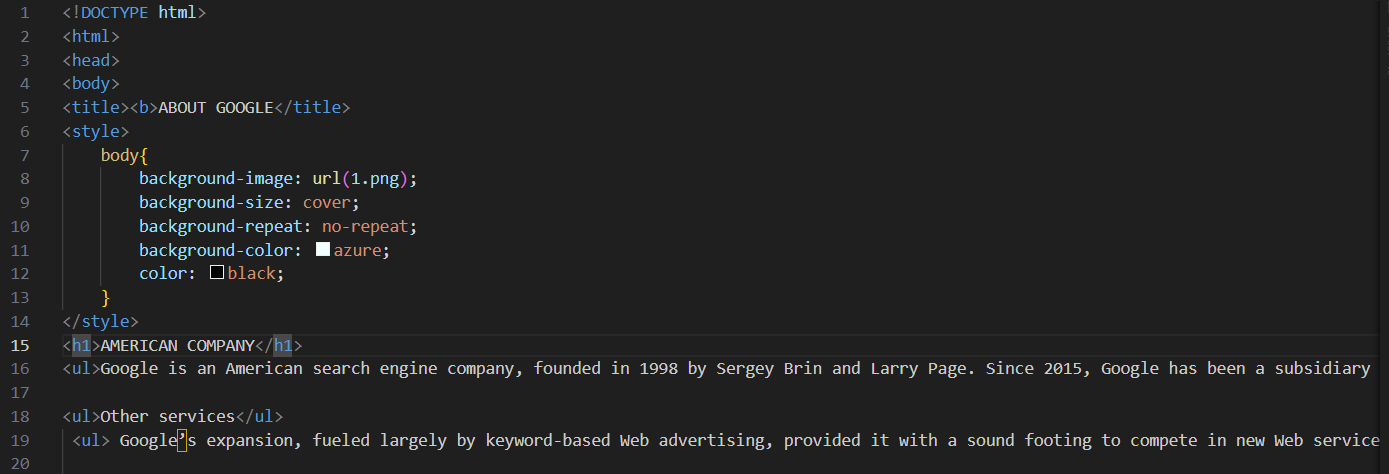 1 <!DOCTYPE html>
2 <html>
3 <head>
4 <body>
5 <title><b>ABOUT GOOGLE</title>
6 <style>
7     body{
8         background-image: url(1.png);
9         background-size: cover;
10         background-repeat: no-repeat;
11         background-color: azure;
12         color: black;
13     }
14 </style>
15 <h1>AMERICAN COMPANY</h1>
16 <ul>Google is an American search engine company, founded in 1998 by Sergey Brin and Larry Page. Since 2015, Google has been a subsidiary
17
18 <ul>Other services</ul>
19  <ul> Google’s expansion, fueled largely by keyword-based Web advertising, provided it with a sound footing to compete in new Web service
20